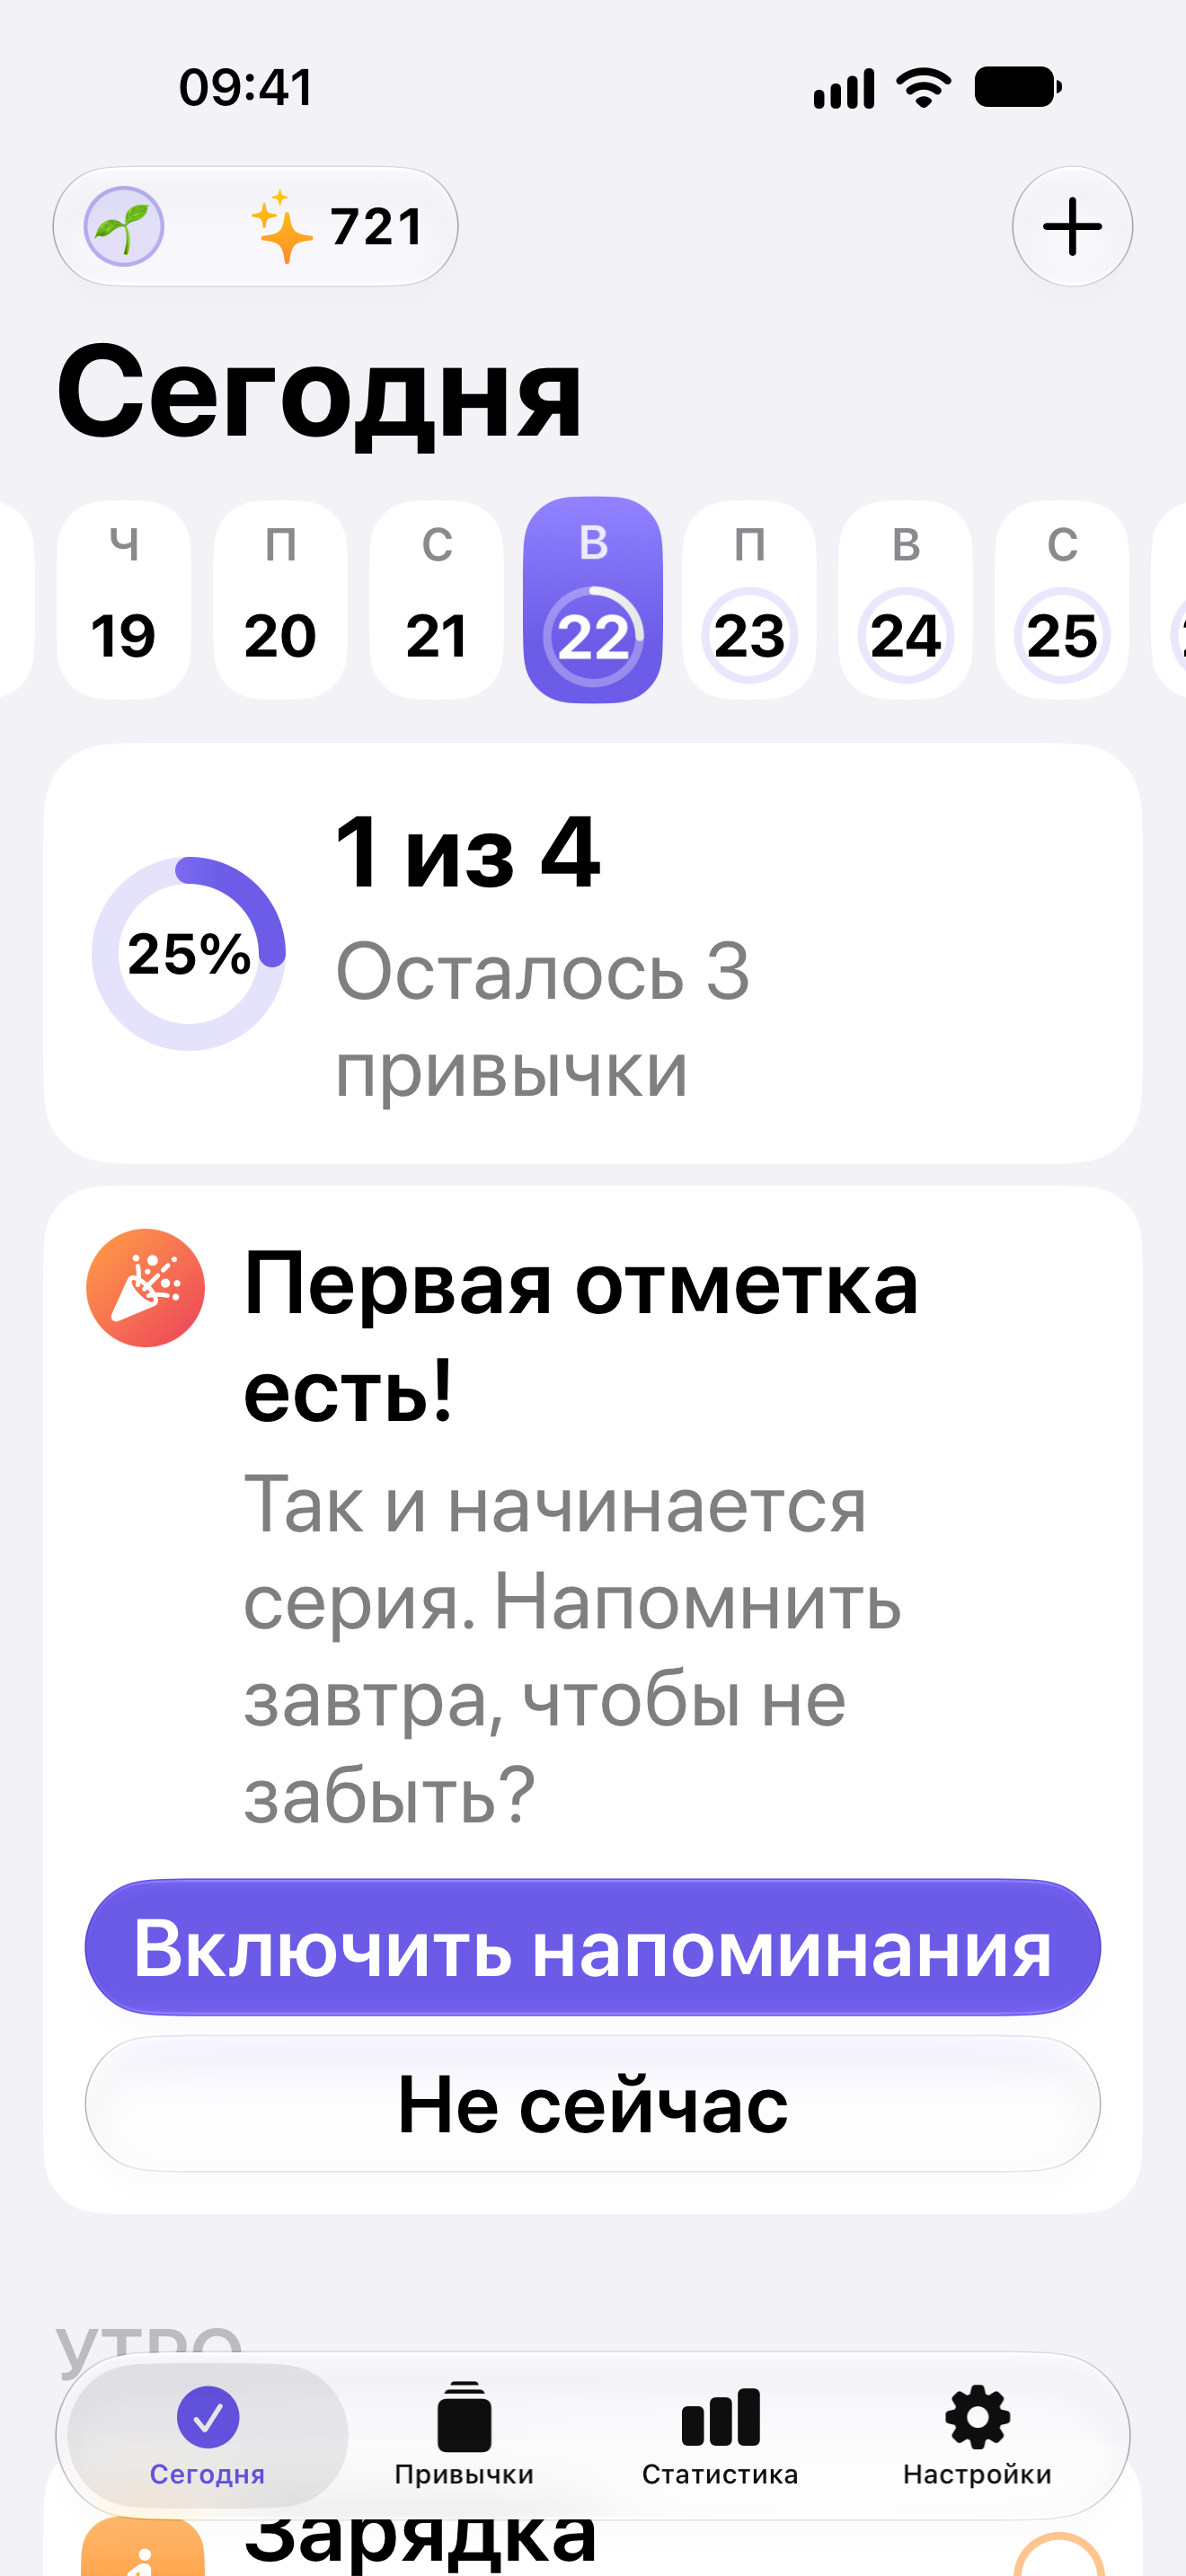 09:41
721
Сегодня
Ч П С В П В С
19 20 21 22 23 24 25
1 из 4
25%
Осталось 3
привычки
Первая отметка
есть!
Так и начинается
серия. Напомнить
завтра, чтобы не
забыть?
Включить напоминания
Не сейчас
УТРО
Сегодня Привычки Статистика Настройки
Зарядка